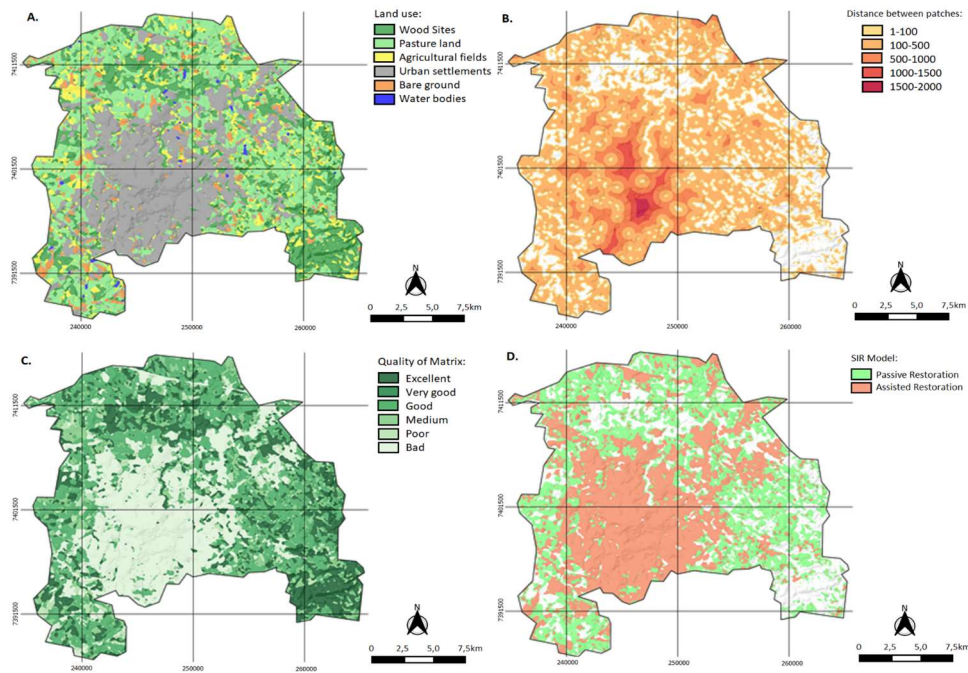 A.
Land use:
Wood Sites
Pasture land
Agricultural fields
Urban settlements
Bare ground
Water bodies
7411500
7401500
7391500
240000
250000
260000
N
0 2,5 5,0 7,5km
B.
Distance between patches:
1-100
100-500
500-1000
1000-1500
1500-2000
7411500
7401500
7391500
240000
250000
260000
N
0 2,5 5,0 7,5km
C.
Quality of Matrix:
Excellent
Very good
Good
Medium
Poor
Bad
7411500
7401500
7391500
240000
250000
260000
N
0 2,5 5,0 7,5km
D.
SIR Model:
Passive Restoration
Assisted Restoration
7411500
7401500
7391500
240000
250000
260000
N
0 2,5 5,0 7,5km